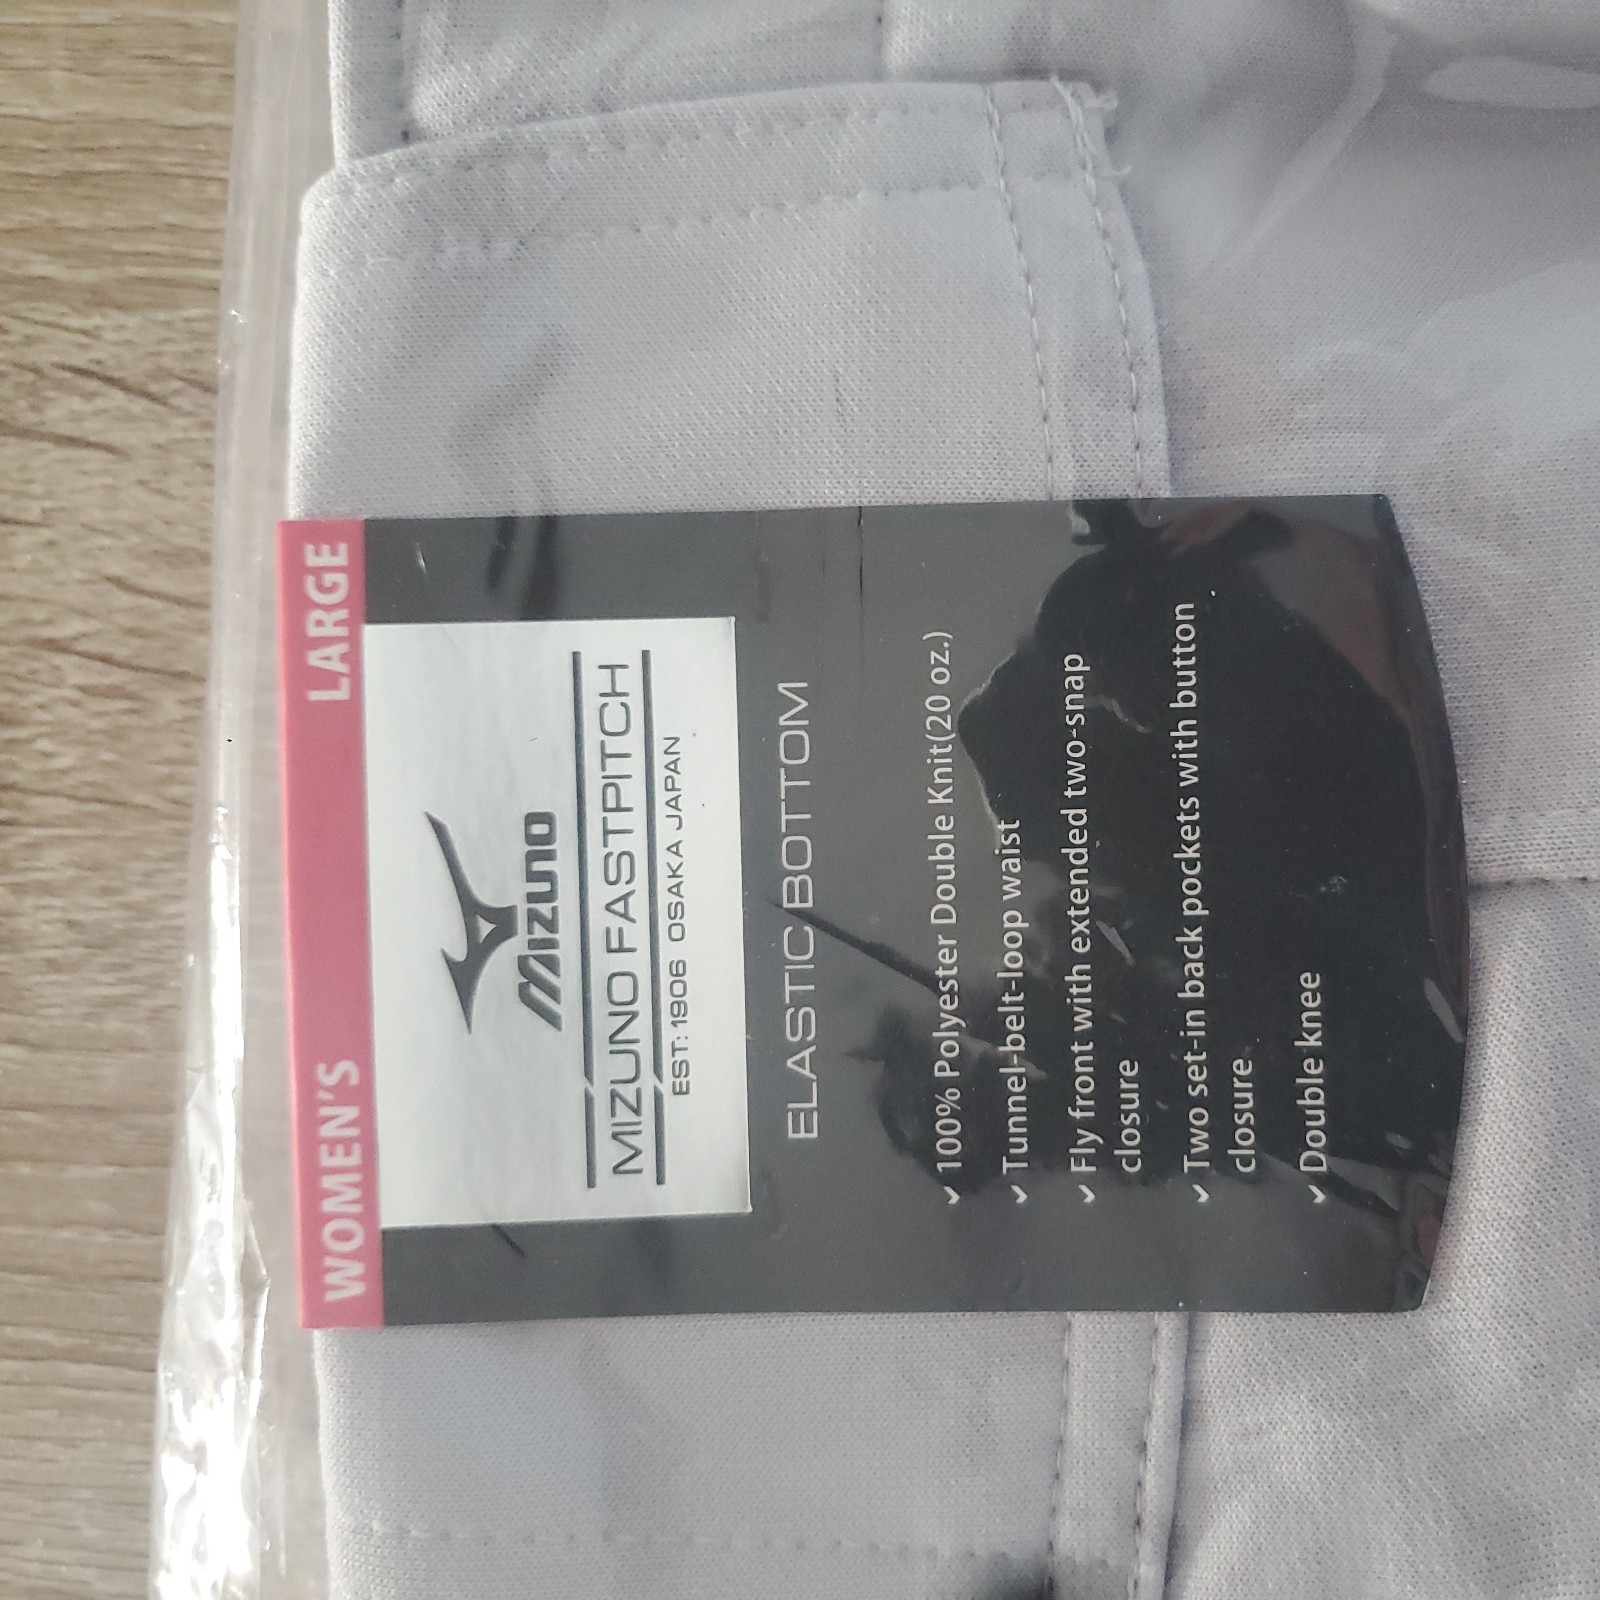 WOMEN'S LARGE
Mizuno
MIZUNO FASTPITCH
EST: 1906 OSAKA JAPAN
ELASTIC BOTTOM
✓ 100% Polyester Double Knit(20 oz.)
✓ Tunnel-belt-loop waist
✓ Fly front with extended two-snap
closure
✓ Two set-in back pockets with button
closure
✓ Double knee